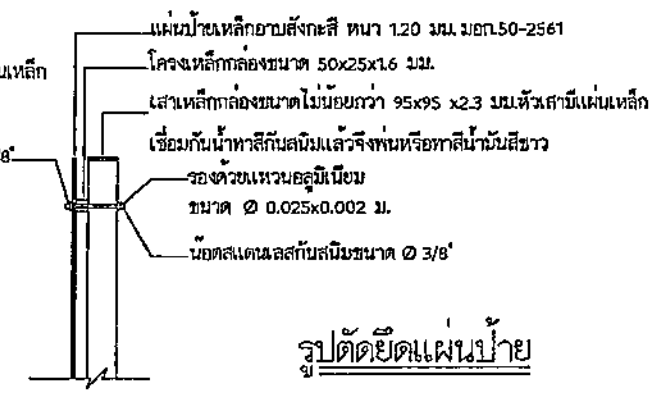 แผ่นป้ายเหล็กอาบสังกะสี หนา 1.20 มม. มอก.50-2561
นเหล็ก
โครงเหล็กกล่องขนาด 50x25x1.6 มม.
เสาเหล็กกล่องขนาดไม่น้อยกว่า 95x95 x2.3 มม.หัวเสามีแผ่นเหล็ก
เชื่อมกันน้ำทาสีกันสนิมแล้วจึงพ่นหรือทาสีน้ำมันสีขาว
8"
รองด้วยแหวนอลูมิเนียม
ขนาด Ø 0.025x0.002 ม.
น๊อตสแตนเลสกันสนิมขนาด Ø 3/8"
รูปตัดยึดแผ่นป้าย